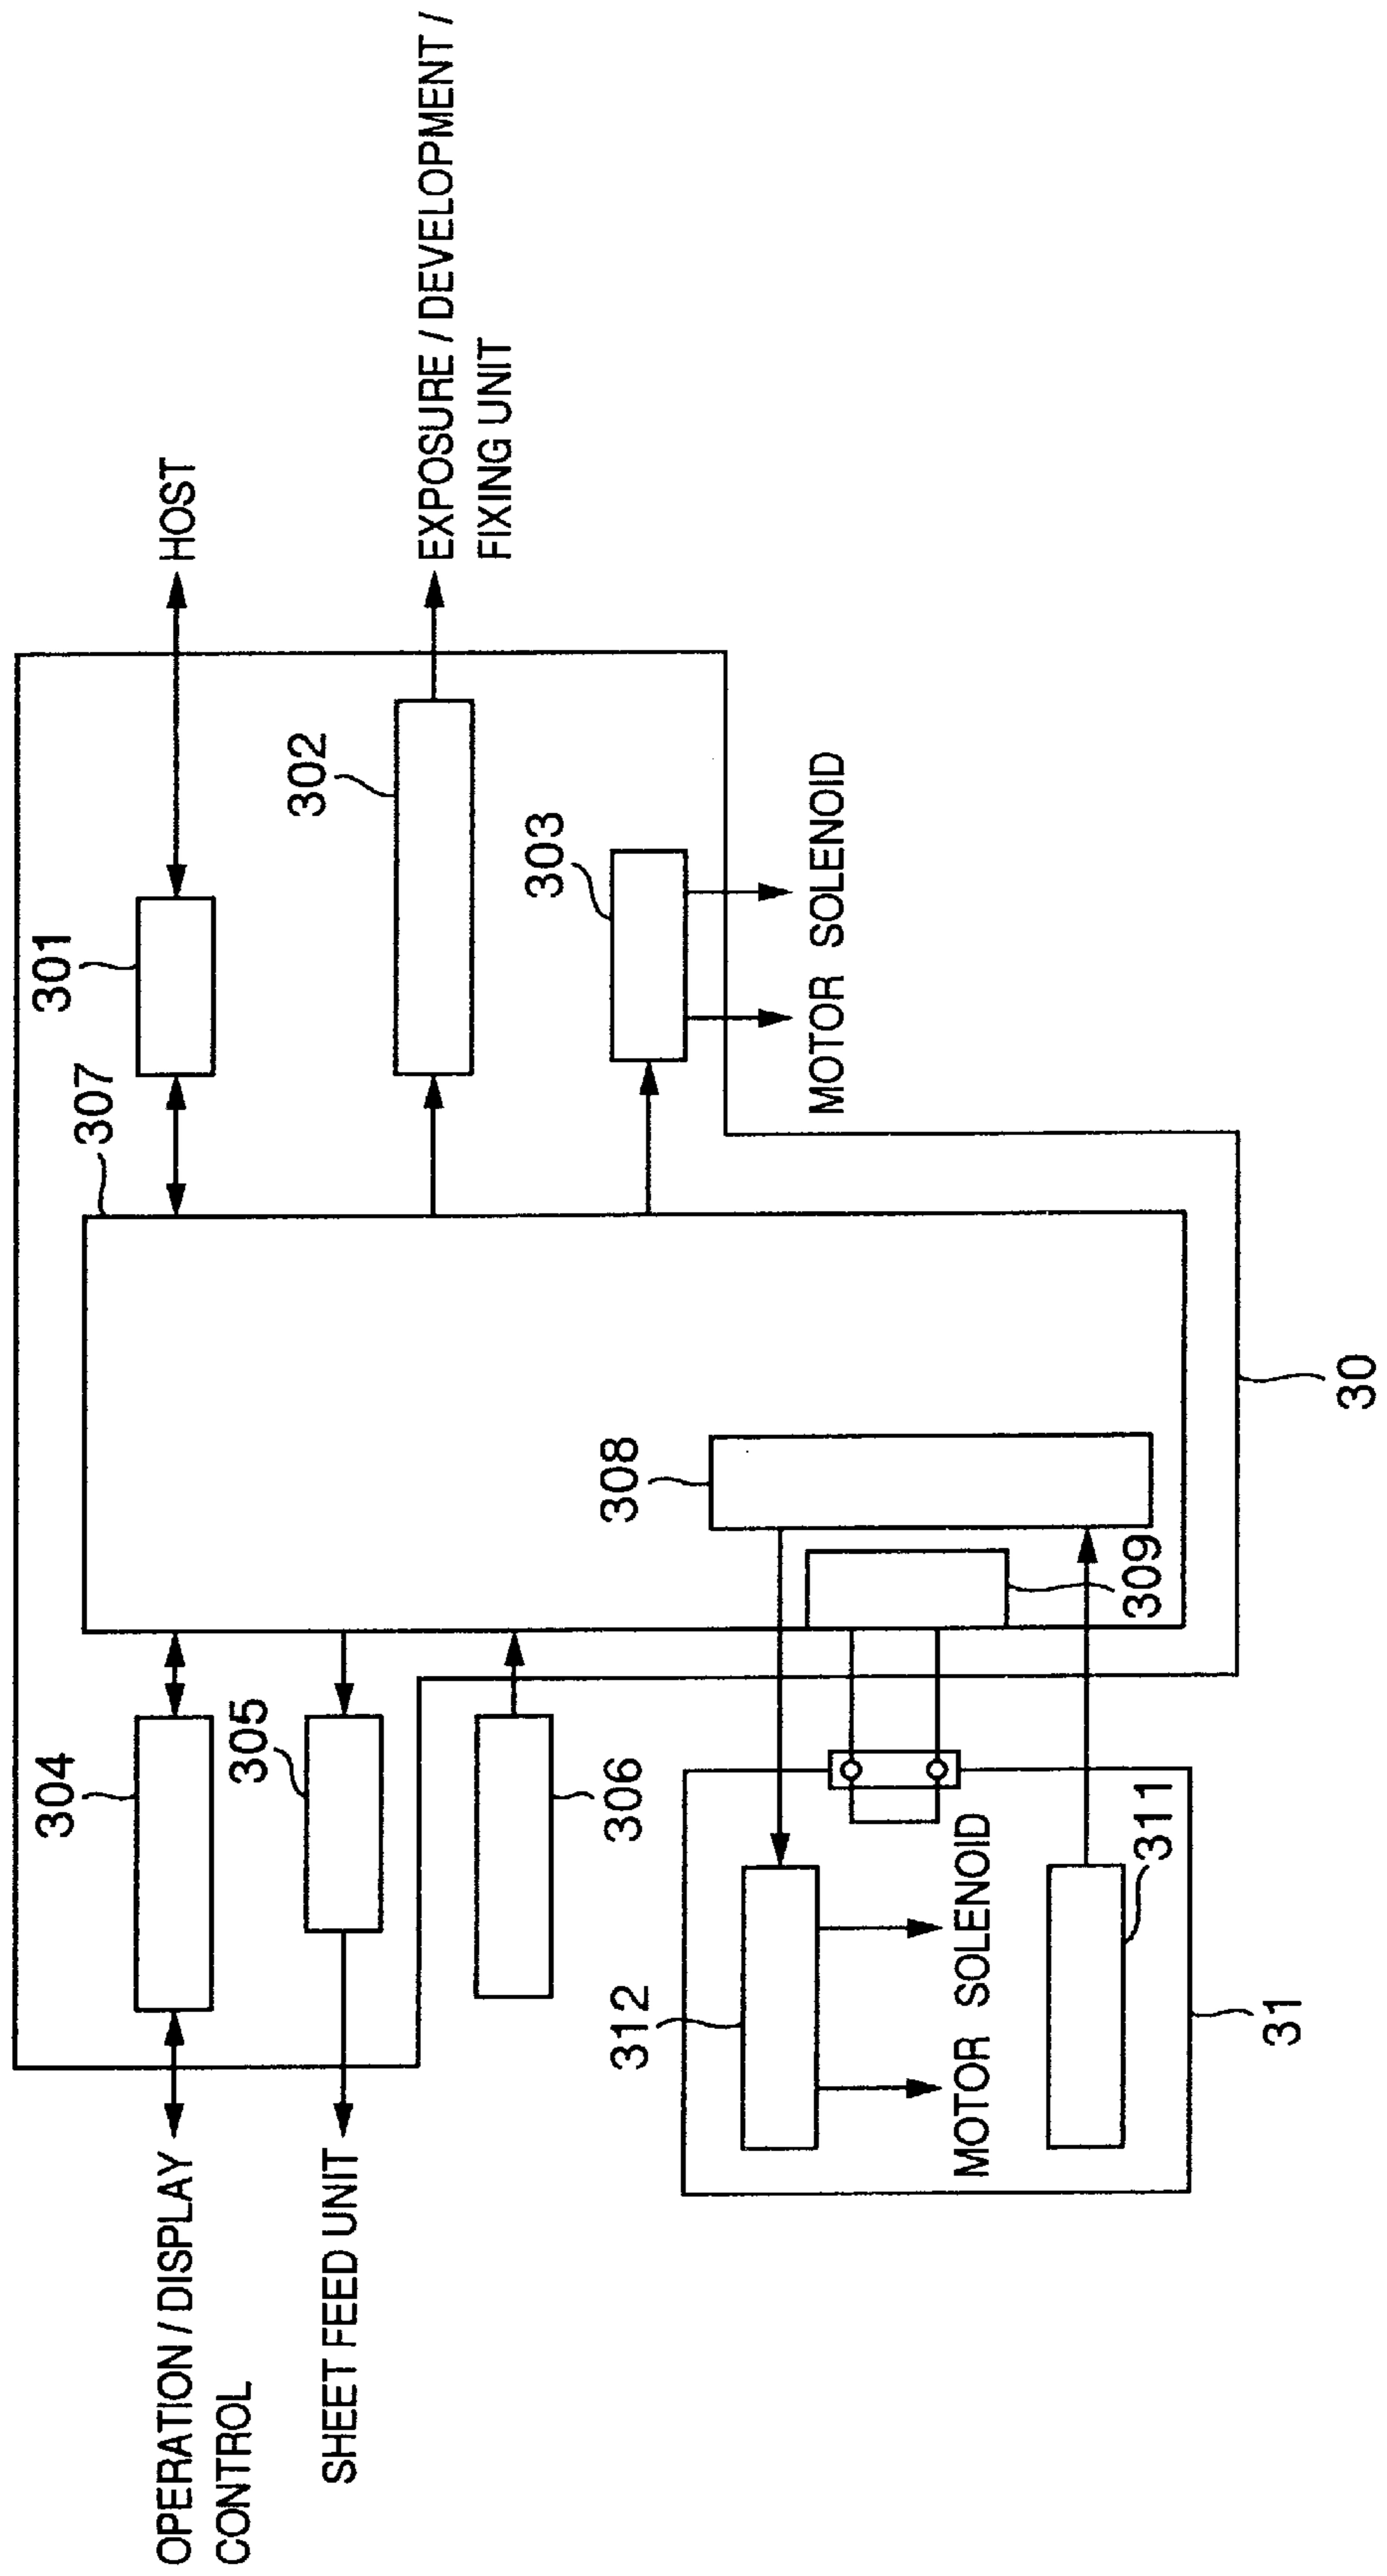 OPERATION / DISPLAY
CONTROL
304
301
HOST
307
SHEET FEED UNIT
305
302
EXPOSURE / DEVELOPMENT /
FIXING UNIT
306
303
308
MOTOR SOLENOID
312
MOTOR SOLENOID
309
311
31
30